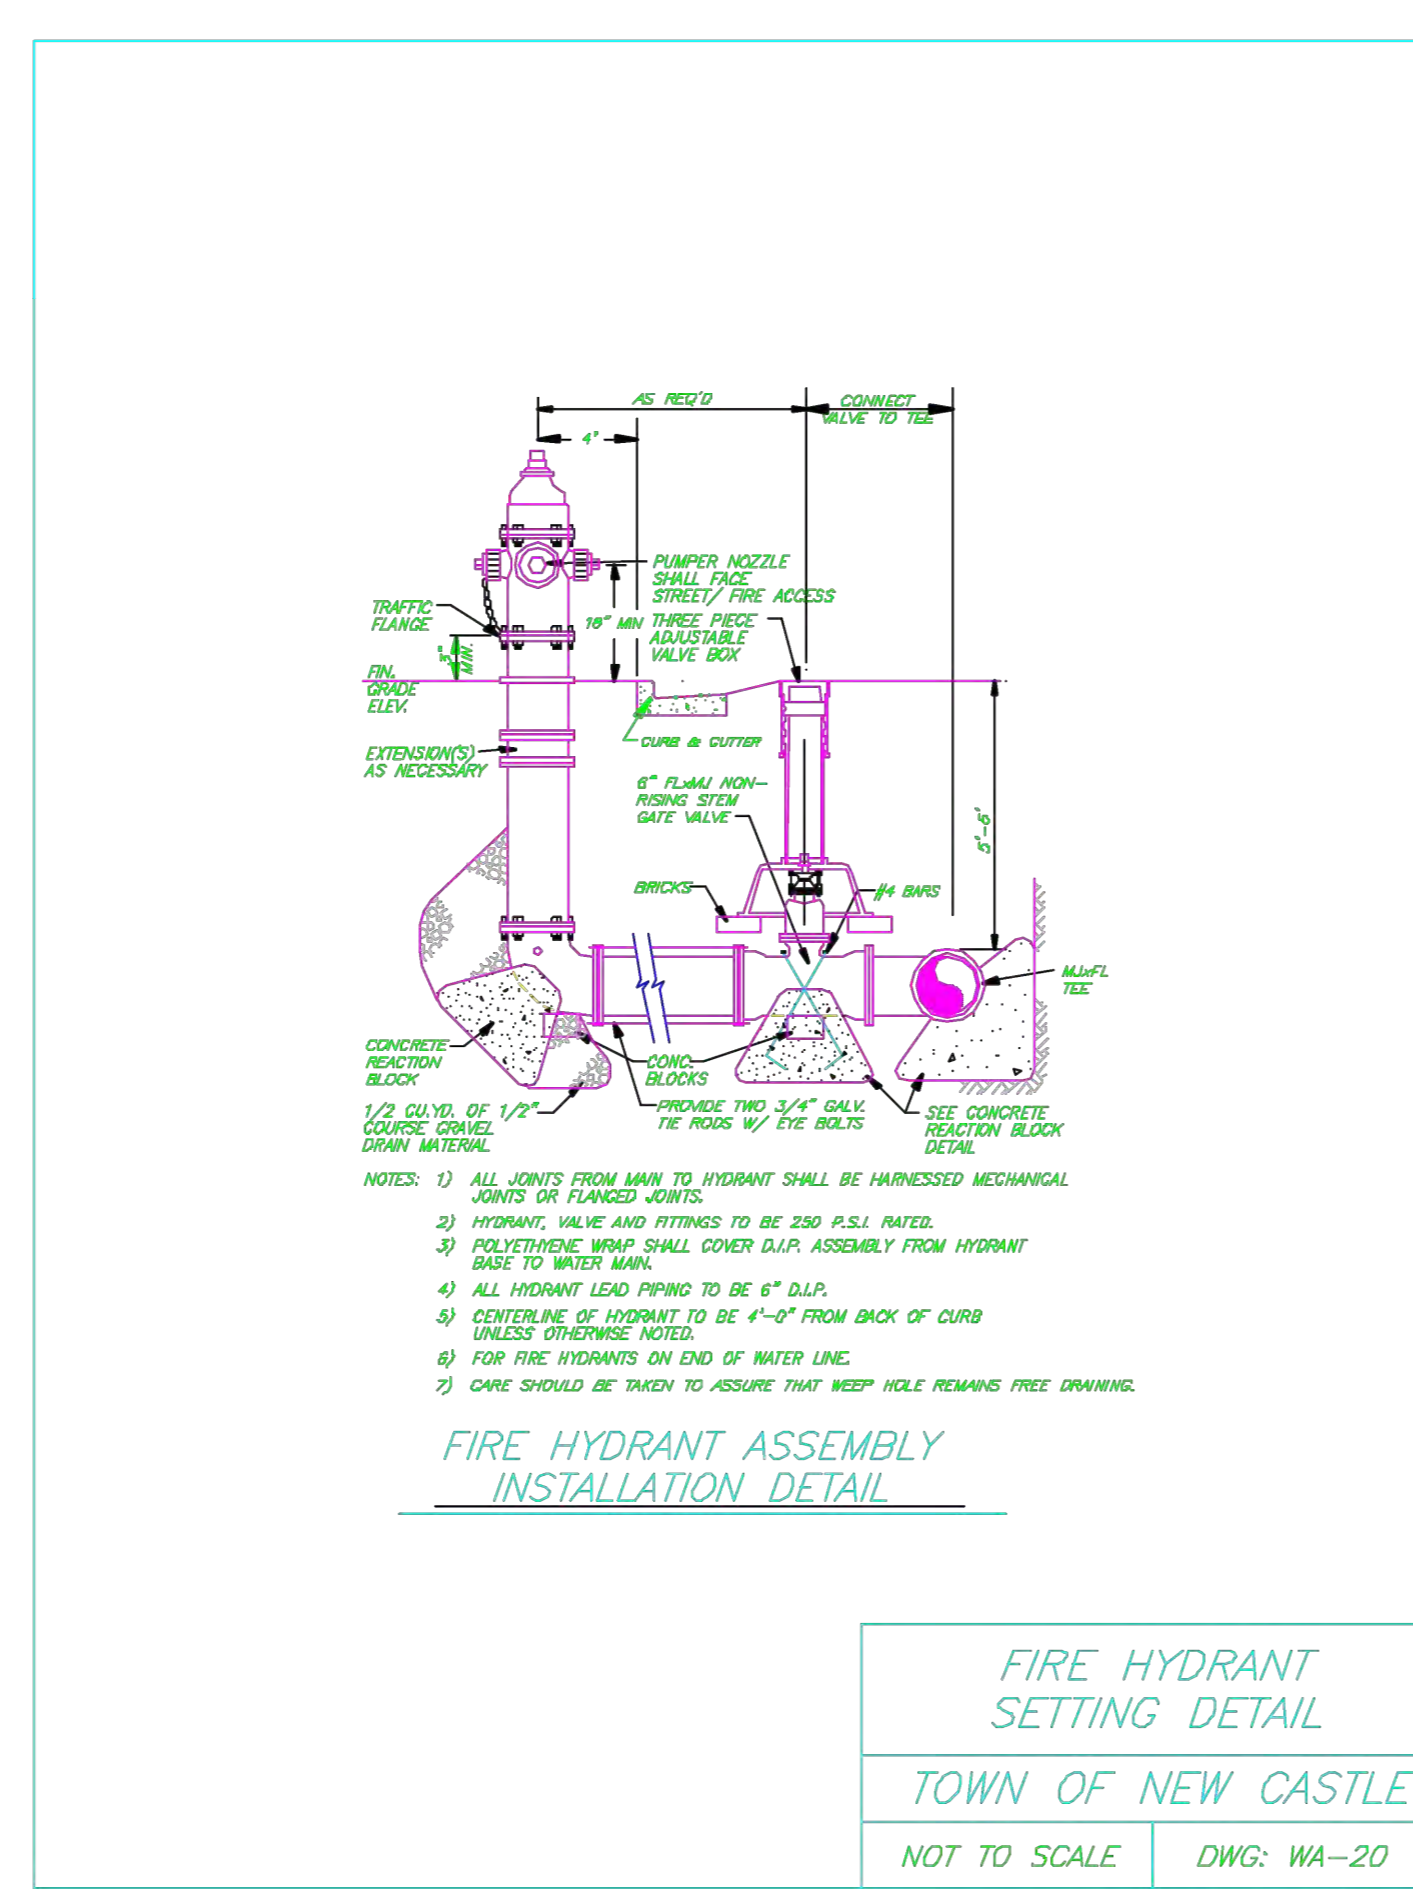 AS REQ'D
CONNECT
VALVE TO TEE
4'
PUMPER NOZZLE
SHALL FACE
STREET/ FIRE ACCESS
TRAFFIC
FLANGE
18" MIN
THREE PIECE
ADJUSTABLE
VALVE BOX
3"
MIN.
FIN.
GRADE
ELEV.
CURB & GUTTER
EXTENSION(S)
AS NECESSARY
6" FLxMJ NON-
RISING STEM
GATE VALVE
5'-6'
BRICKS
#4 BARS
MJxFL
TEE
CONCRETE
REACTION
BLOCK
CONC.
BLOCKS
1/2 CU.YD. OF 1/2"
COURSE GRAVEL
DRAIN MATERIAL
PROVIDE TWO 3/4" GALV.
TIE RODS W/ EYE BOLTS
SEE CONCRETE
REACTION BLOCK
DETAIL
NOTES: 1) ALL JOINTS FROM MAIN TO HYDRANT SHALL BE HARNESSED MECHANICAL
JOINTS OR FLANGED JOINTS.
2) HYDRANT, VALVE AND FITTINGS TO BE 250 P.S.I. RATED.
3) POLYETHYENE WRAP SHALL COVER D.I.P. ASSEMBLY FROM HYDRANT
BASE TO WATER MAIN.
4) ALL HYDRANT LEAD PIPING TO BE 6" D.I.P.
5) CENTERLINE OF HYDRANT TO BE 4'-0" FROM BACK OF CURB
UNLESS OTHERWISE NOTED.
6) FOR FIRE HYDRANTS ON END OF WATER LINE.
7) CARE SHOULD BE TAKEN TO ASSURE THAT WEEP HOLE REMAINS FREE DRAINING.
FIRE HYDRANT ASSEMBLY
INSTALLATION DETAIL
FIRE HYDRANT
SETTING DETAIL
TOWN OF NEW CASTLE
NOT TO SCALE
DWG: WA-20